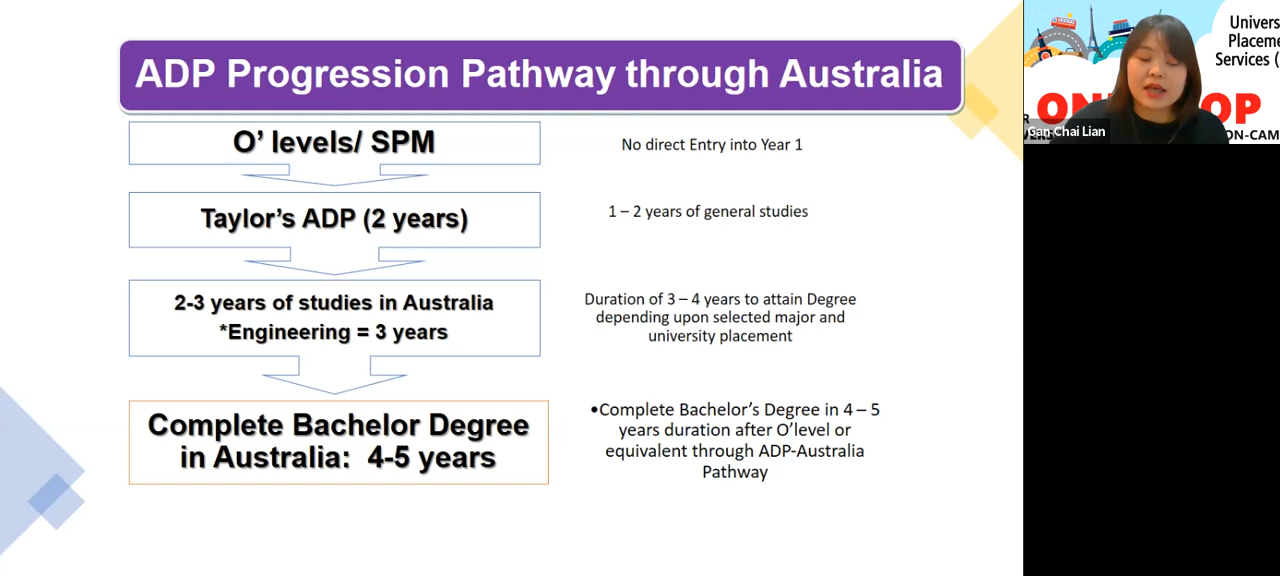 ADP Progression Pathway through Australia
O' levels/ SPM
No direct Entry into Year 1
Taylor's ADP (2 years)
1 – 2 years of general studies
2-3 years of studies in Australia
*Engineering = 3 years
Duration of 3 – 4 years to attain Degree
depending upon selected major and
university placement
Complete Bachelor Degree
in Australia: 4-5 years
•Complete Bachelor's Degree in 4 – 5
years duration after O'level or
equivalent through ADP-Australia
Pathway
Univers
Placeme
Services (
ON OP
ON-CAM
Gan Chai Lian